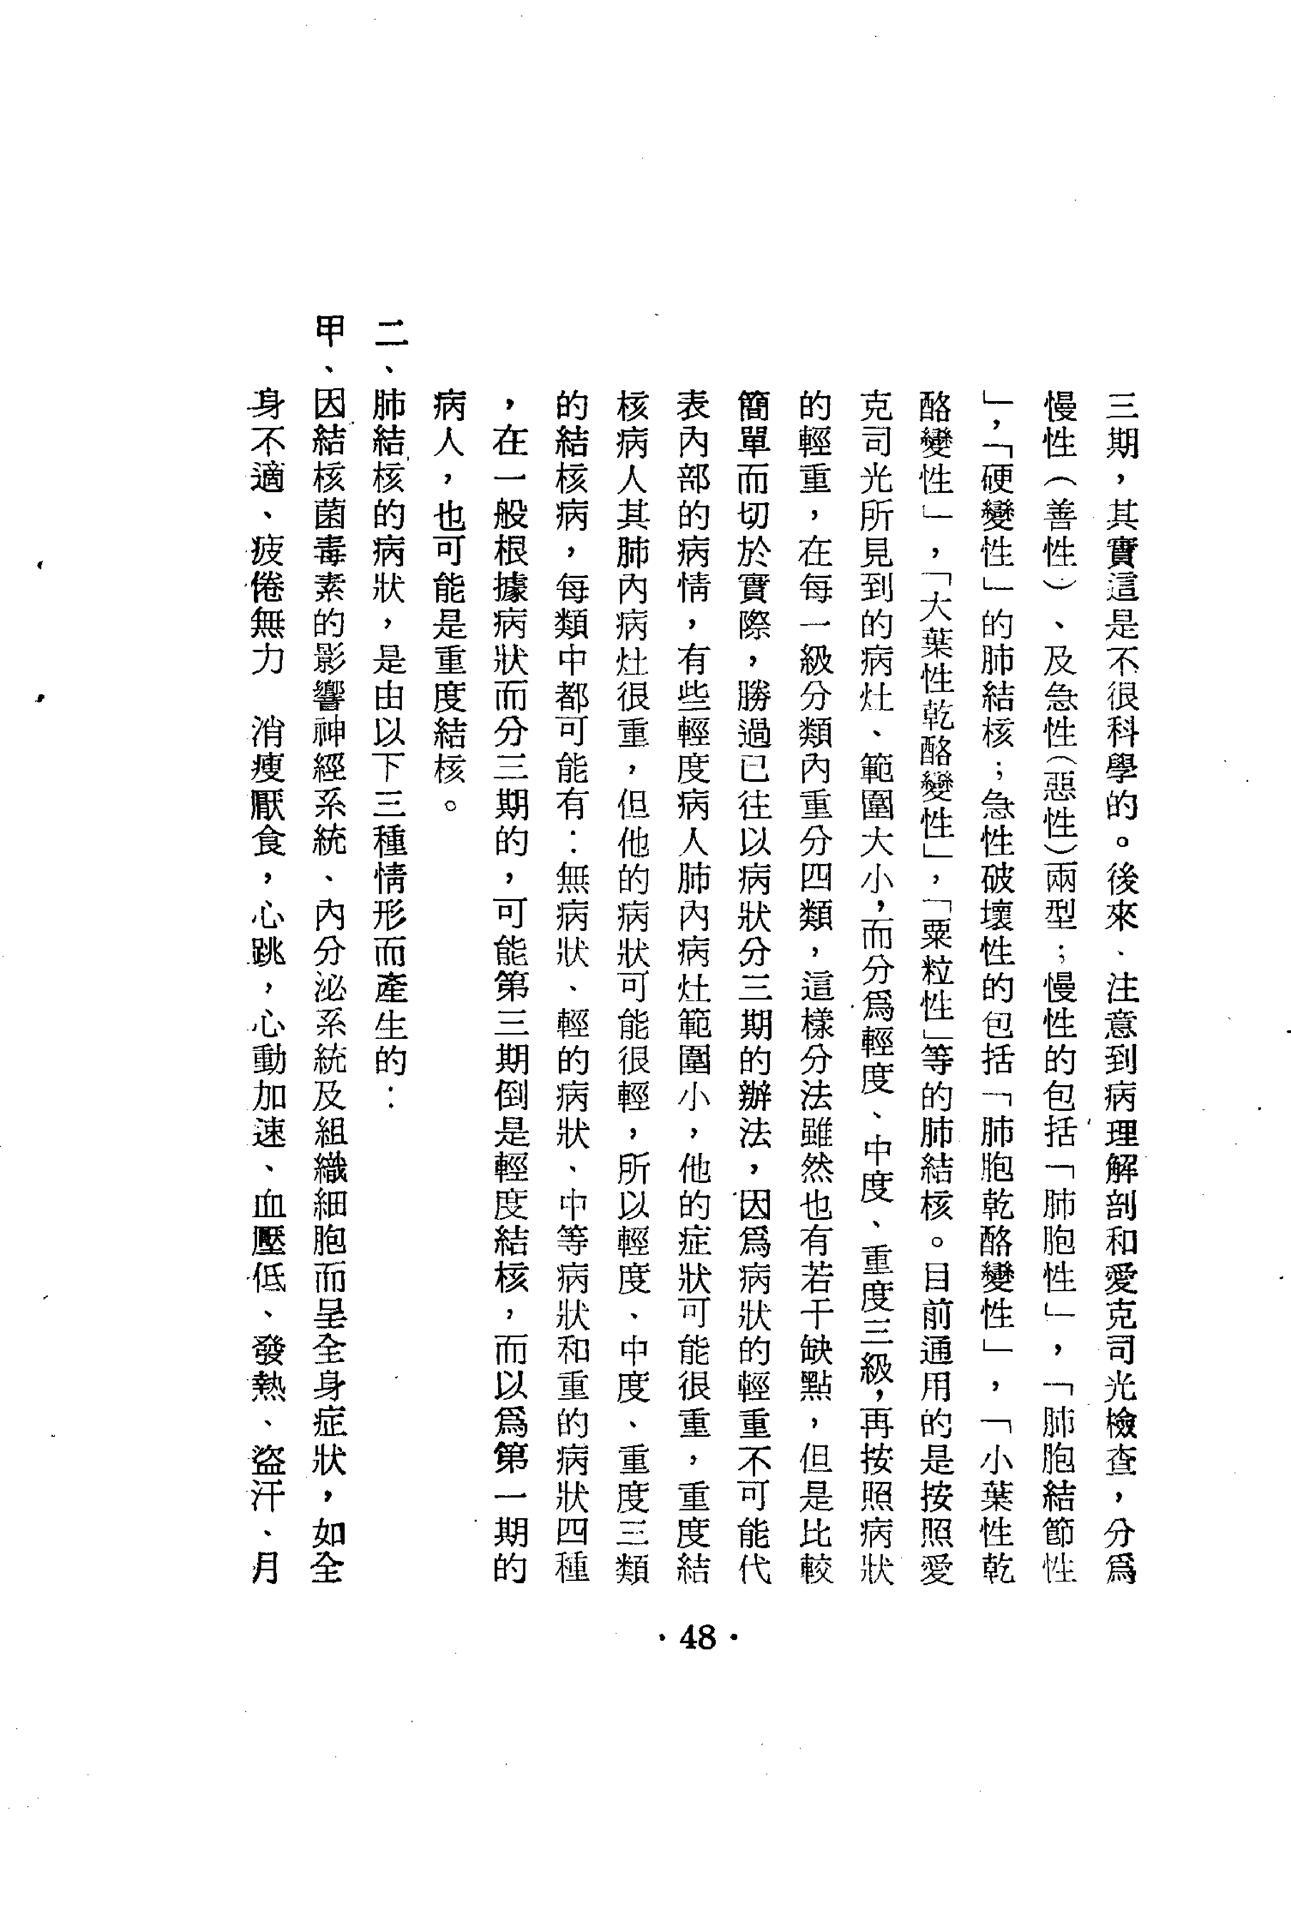 三期，其實這是不很科學的。後來、注意到病理解剖和愛克司光檢查，分爲
慢性（善性）、及急性（惡性）兩型；慢性的包括「肺胞性」，「肺胞結節性
」，「硬變性」的肺結核；急性破壞性的包括「肺胞乾酪變性」，「小葉性乾
酪變性」，「大葉性乾酪變性」，「粟粒性」等的肺結核。目前通用的是按照愛
克司光所見到的病灶、範圍大小，而分爲輕度、中度、重度三級，再按照病狀
的輕重，在每一級分類內重分四類，這樣分法雖然也有若干缺點，但是比較
簡單而切於實際，勝過已往以病狀分三期的辦法，因爲病狀的輕重不可能代
表內部的病情，有些輕度病人肺內病灶範圍小，他的症狀可能很重，重度結
核病人其肺內病灶很重，但他的病狀可能很輕，所以輕度、中度、重度三類
的結核病，每類中都可能有：無病狀、輕的病狀、中等病狀和重的病狀四種
，在一般根據病狀而分三期的，可能第三期倒是輕度結核，而以爲第一期的
病人，也可能是重度結核。
二、肺結核的病狀，是由以下三種情形而產生的：
甲、因結核菌毒素的影響神經系統、內分泌系統及組織細胞而呈全身症狀，如全
身不適、疲倦無力　消瘦厭食，心跳，心動加速、血壓低、發熱、盜汗、月
·48·